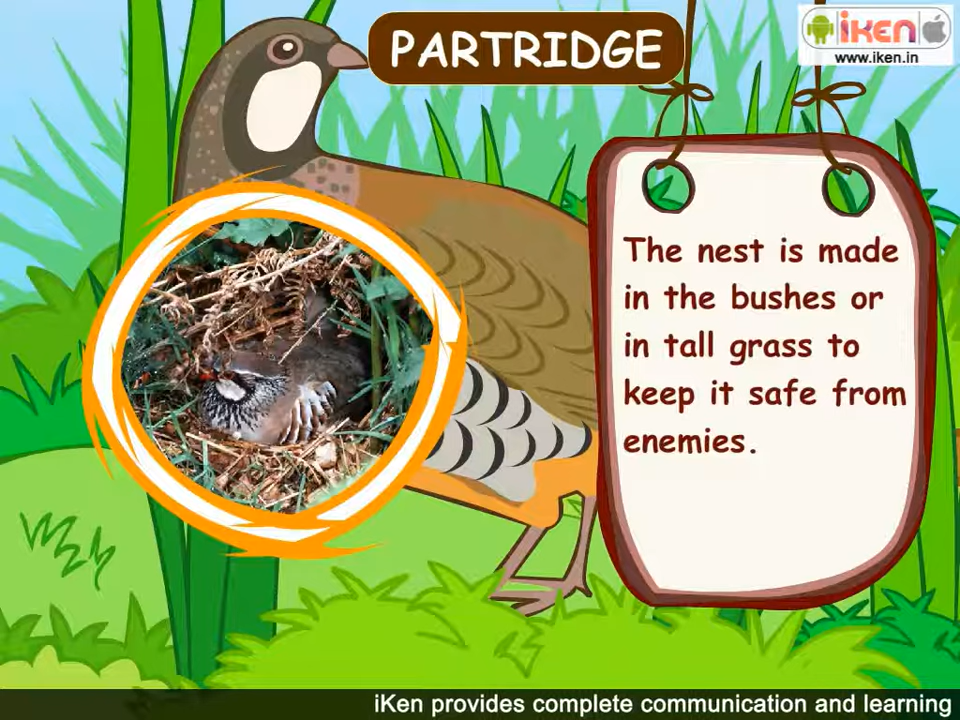 PARTRIDGE
iKEN
www.iken.in
The nest is made
in the bushes or
in tall grass to
keep it safe from
enemies.
iKen provides complete communication and learning